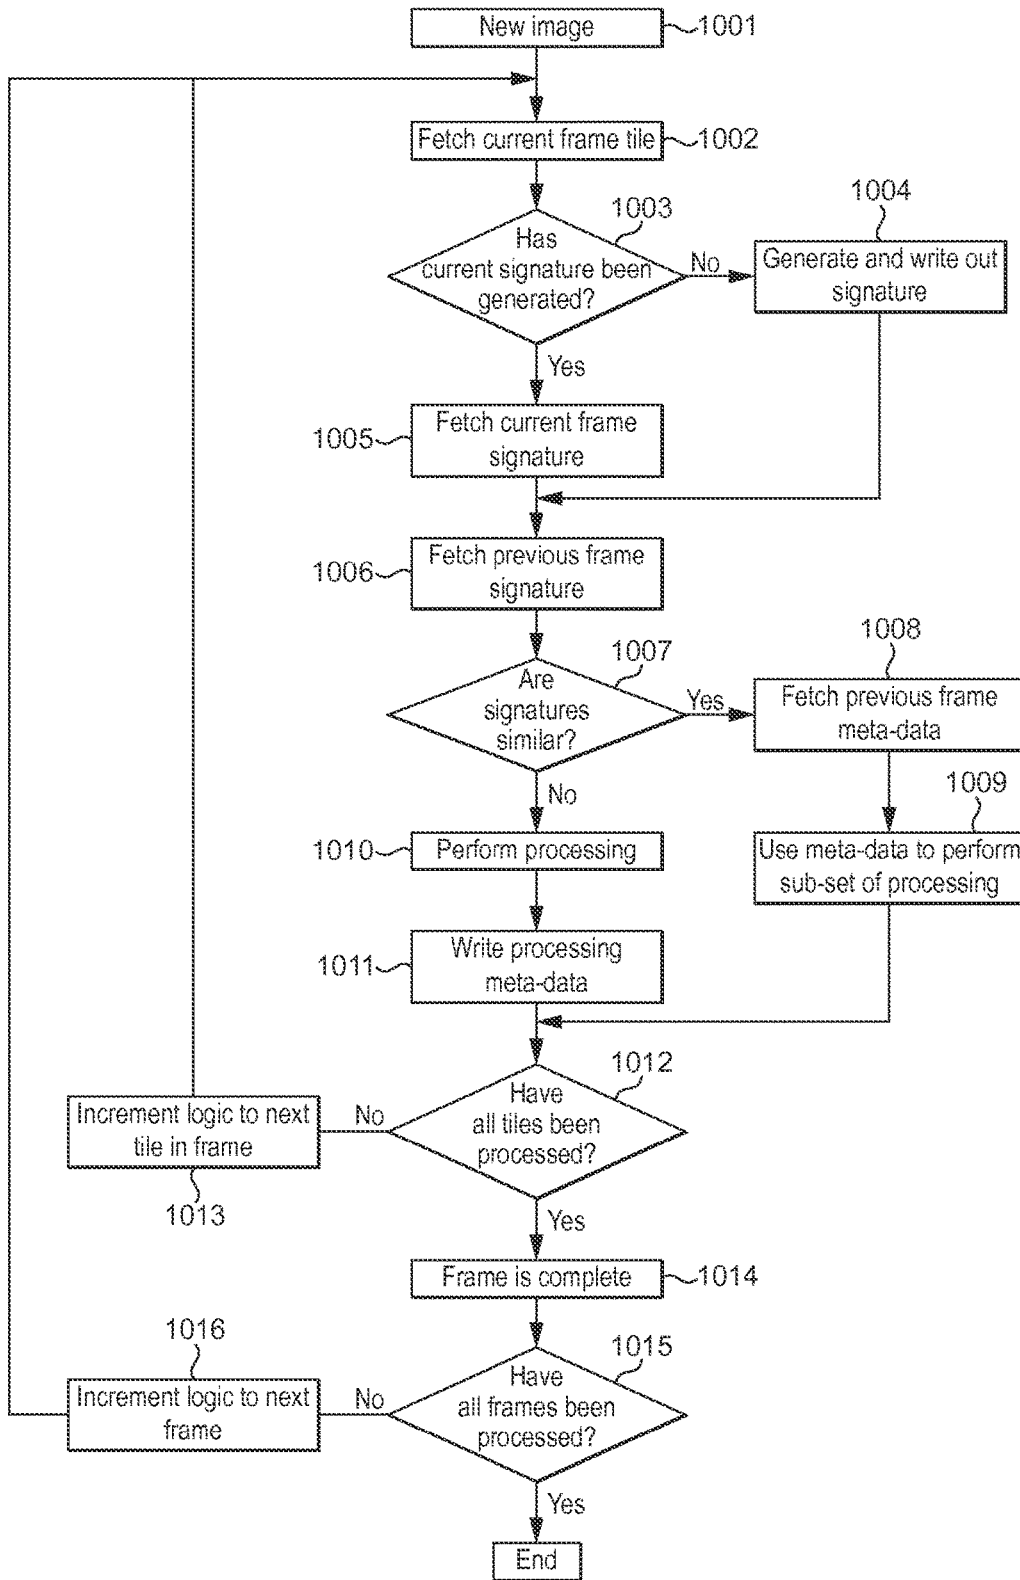 New image
1001
Fetch current frame tile
1002
1003
1004
Has
current signature been
generated?
No
Generate and write out
signature
Yes
1005
Fetch current frame
signature
1006
Fetch previous frame
signature
1007
1008
Are
signatures
similar?
Yes
Fetch previous frame
meta-data
No
1009
1010
Perform processing
Use meta-data to perform
sub-set of processing
1011
Write processing
meta-data
1012
Have
all tiles been
processed?
No
Increment logic to next
tile in frame
1013
Yes
Frame is complete
1014
1016
1015
Have
all frames been
processed?
No
Increment logic to next
frame
Yes
End